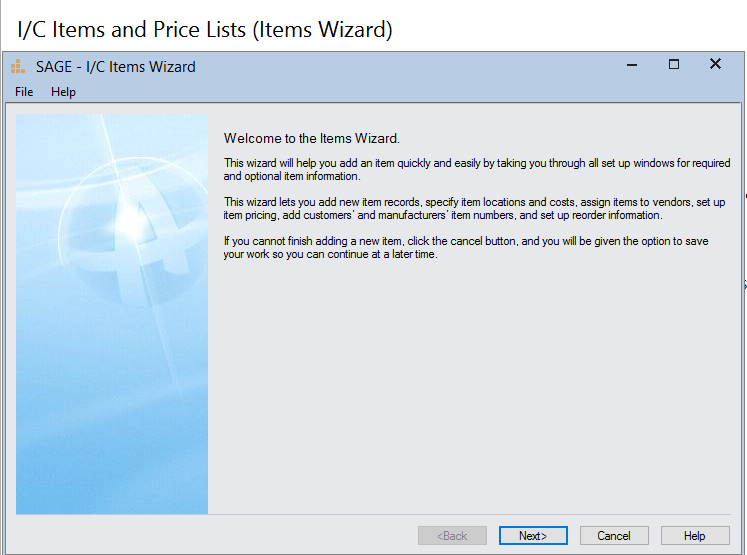 I/C Items and Price Lists (Items Wizard)
SAGE - I/C Items Wizard
File Help
Welcome to the Items Wizard.
This wizard will help you add an item quickly and easily by taking you through all set up windows for required
and optional item information.
This wizard lets you add new item records, specify item locations and costs, assign items to vendors, set up
item pricing, add customers' and manufacturers' item numbers, and set up reorder information.
If you cannot finish adding a new item, click the cancel button, and you will be given the option to save
your work so you can continue at a later time.
<Back Next> Cancel Help